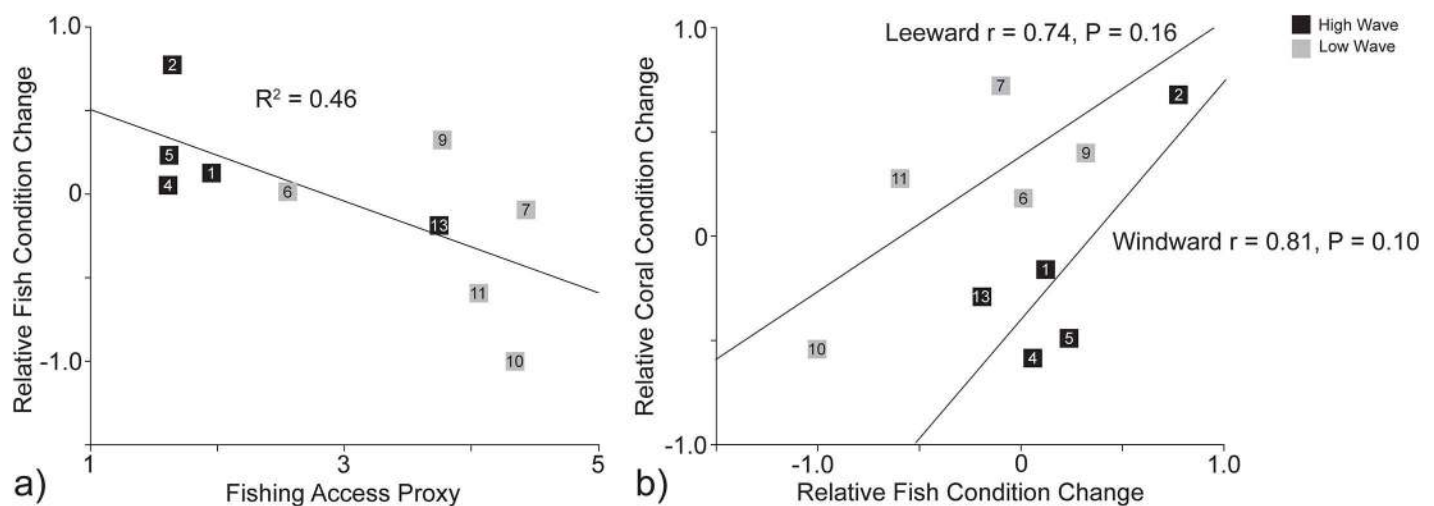 1.0
2
R² = 0.46
9
5
1
4
6
0
7
13
11
10
-1.0
1
3
5
Relative Fish Condition Change
Fishing Access Proxy
a)
1.0
Leeward r = 0.74, P = 0.16
High Wave
Low Wave
7
2
9
11
6
0
Windward r = 0.81, P = 0.10
1
13
5
4
10
-1.0
-1.0
0
1.0
Relative Coral Condition Change
Relative Fish Condition Change
b)